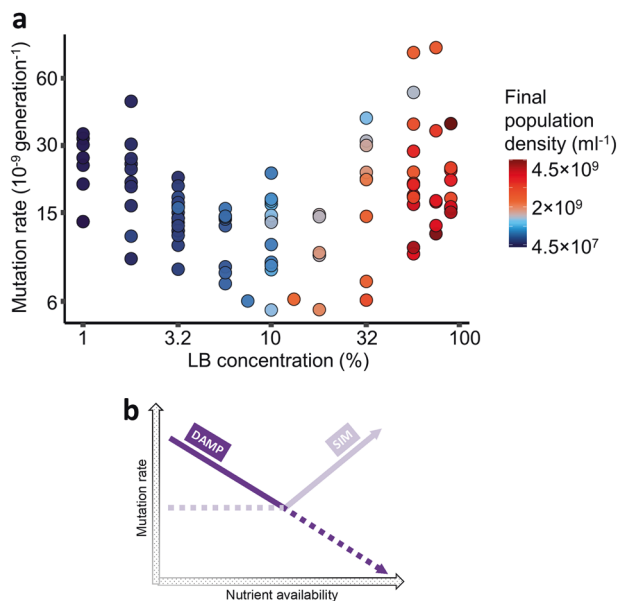 a
Mutation rate (10⁻⁹ generation⁻¹)
60
30
15
6
1
3.2
10
32
100
LB concentration (%)
Final
population
density (ml⁻¹)
4.5×10⁹
2×10⁹
4.5×10⁷
b
DAMP
SIM
Mutation rate
Nutrient availability